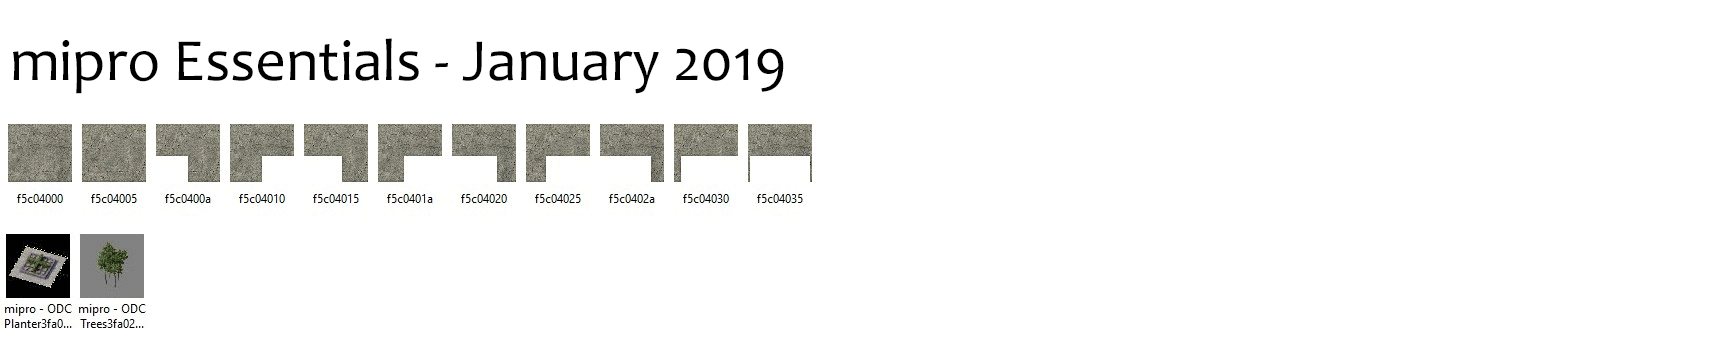 mipro Essentials - January 2019
f5c04000 f5c04005 f5c0400a f5c04010 f5c04015 f5c0401a f5c04020 f5c04025 f5c0402a f5c04030 f5c04035
mipro - ODC mipro - ODC
Planter3fa0... Trees3fa02...